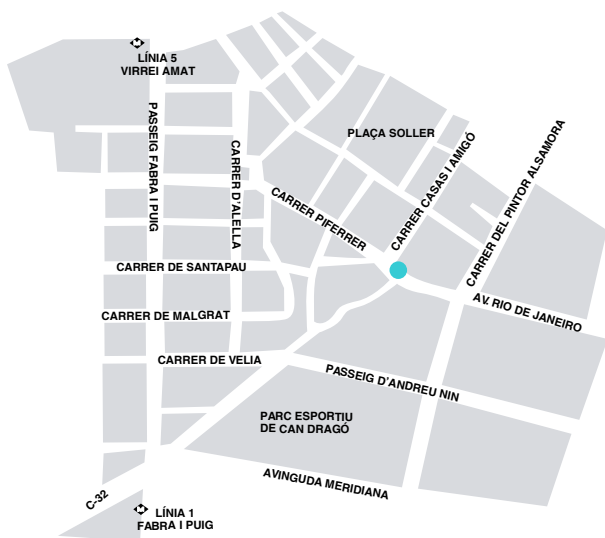 LÍNIA 5
VIRREI AMAT
PASSEIG FABRA I PUIG
CARRER D'ALELLA
PLAÇA SOLLER
CARRER CASAS I AMIGÓ
CARRER DEL PINTOR ALSAMORA
CARRER PIFERRER
CARRER DE SANTAPAU
AV. RIO DE JANEIRO
CARRER DE MALGRAT
CARRER DE VELIA
PASSEIG D'ANDREU NIN
PARC ESPORTIU
DE CAN DRAGÓ
AVINGUDA MERIDIANA
C-32
LÍNIA 1
FABRA I PUIG